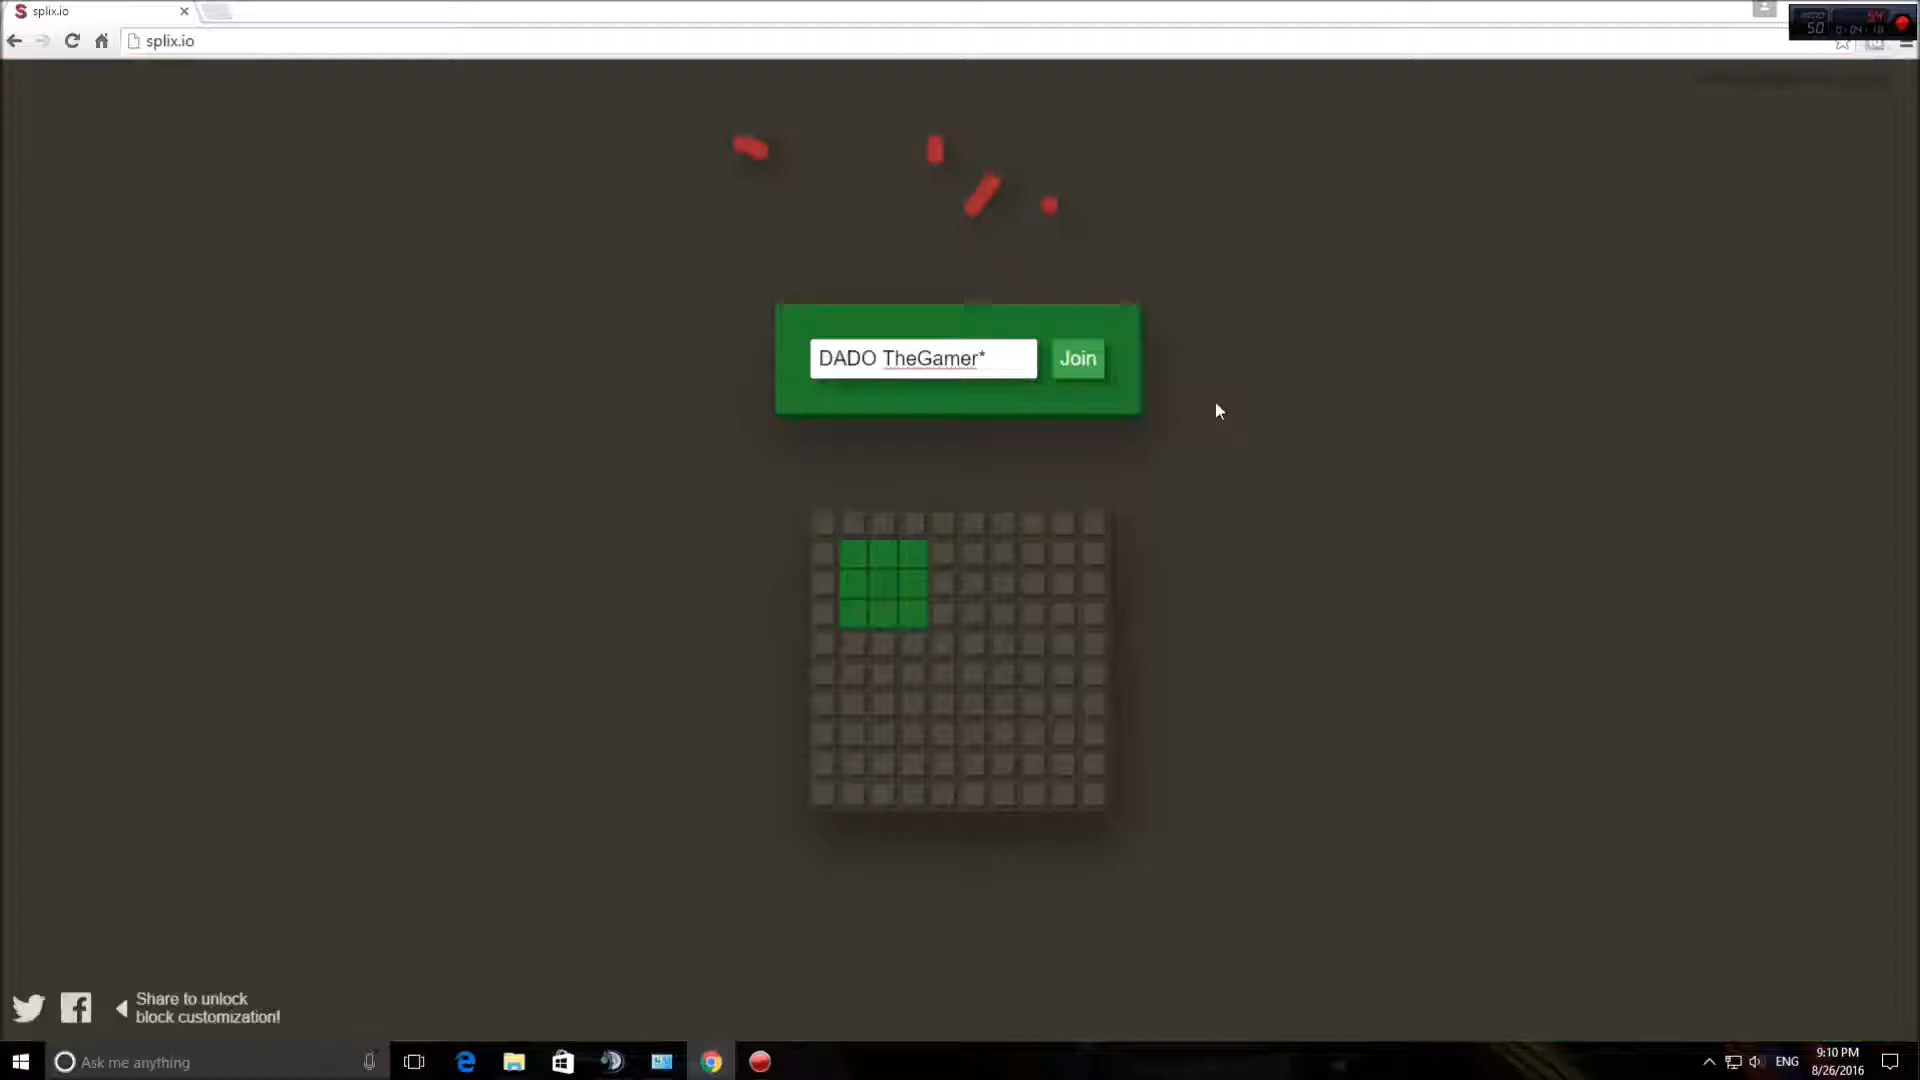 splix.io
splix.io
50
DADO TheGamer*
Join
Share to unlock
block customization!
Ask me anything
ENG
9:10 PM
8/26/2016